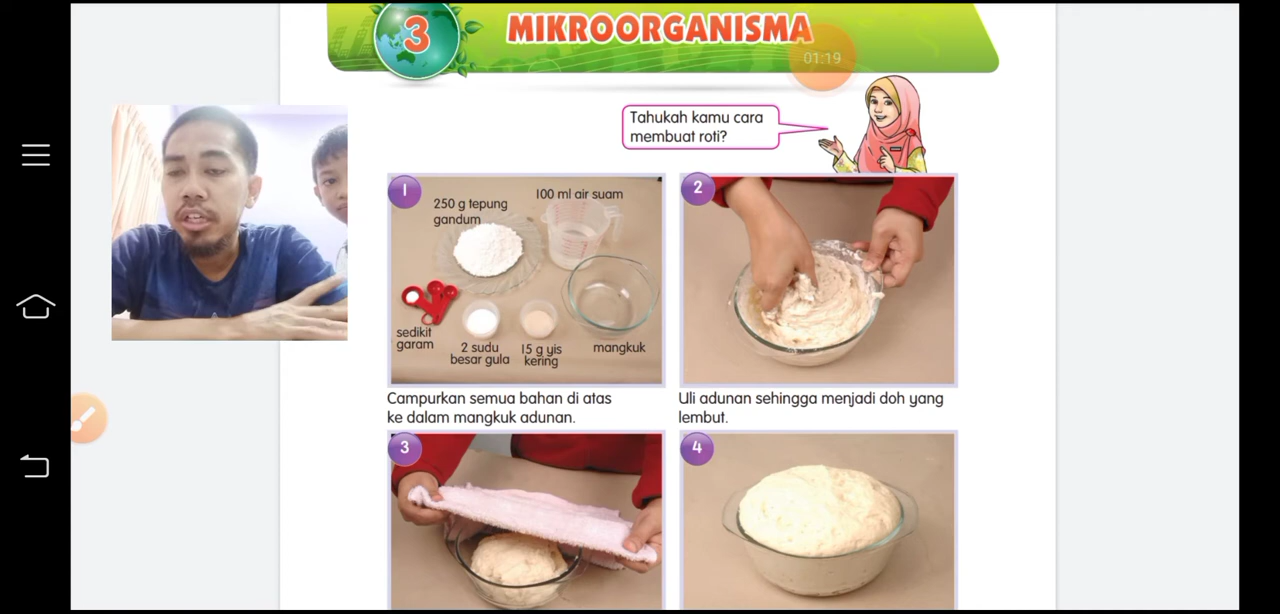 3
MIKROORGANISMA
01:19
Tahukah kamu cara
membuat roti?
1
250 g tepung
gandum
100 ml air suam
sedikit
garam
2 sudu
besar gula
15 g yis
kering
mangkuk
2
Campurkan semua bahan di atas
ke dalam mangkuk adunan.
Uli adunan sehingga menjadi doh yang
lembut.
3
4